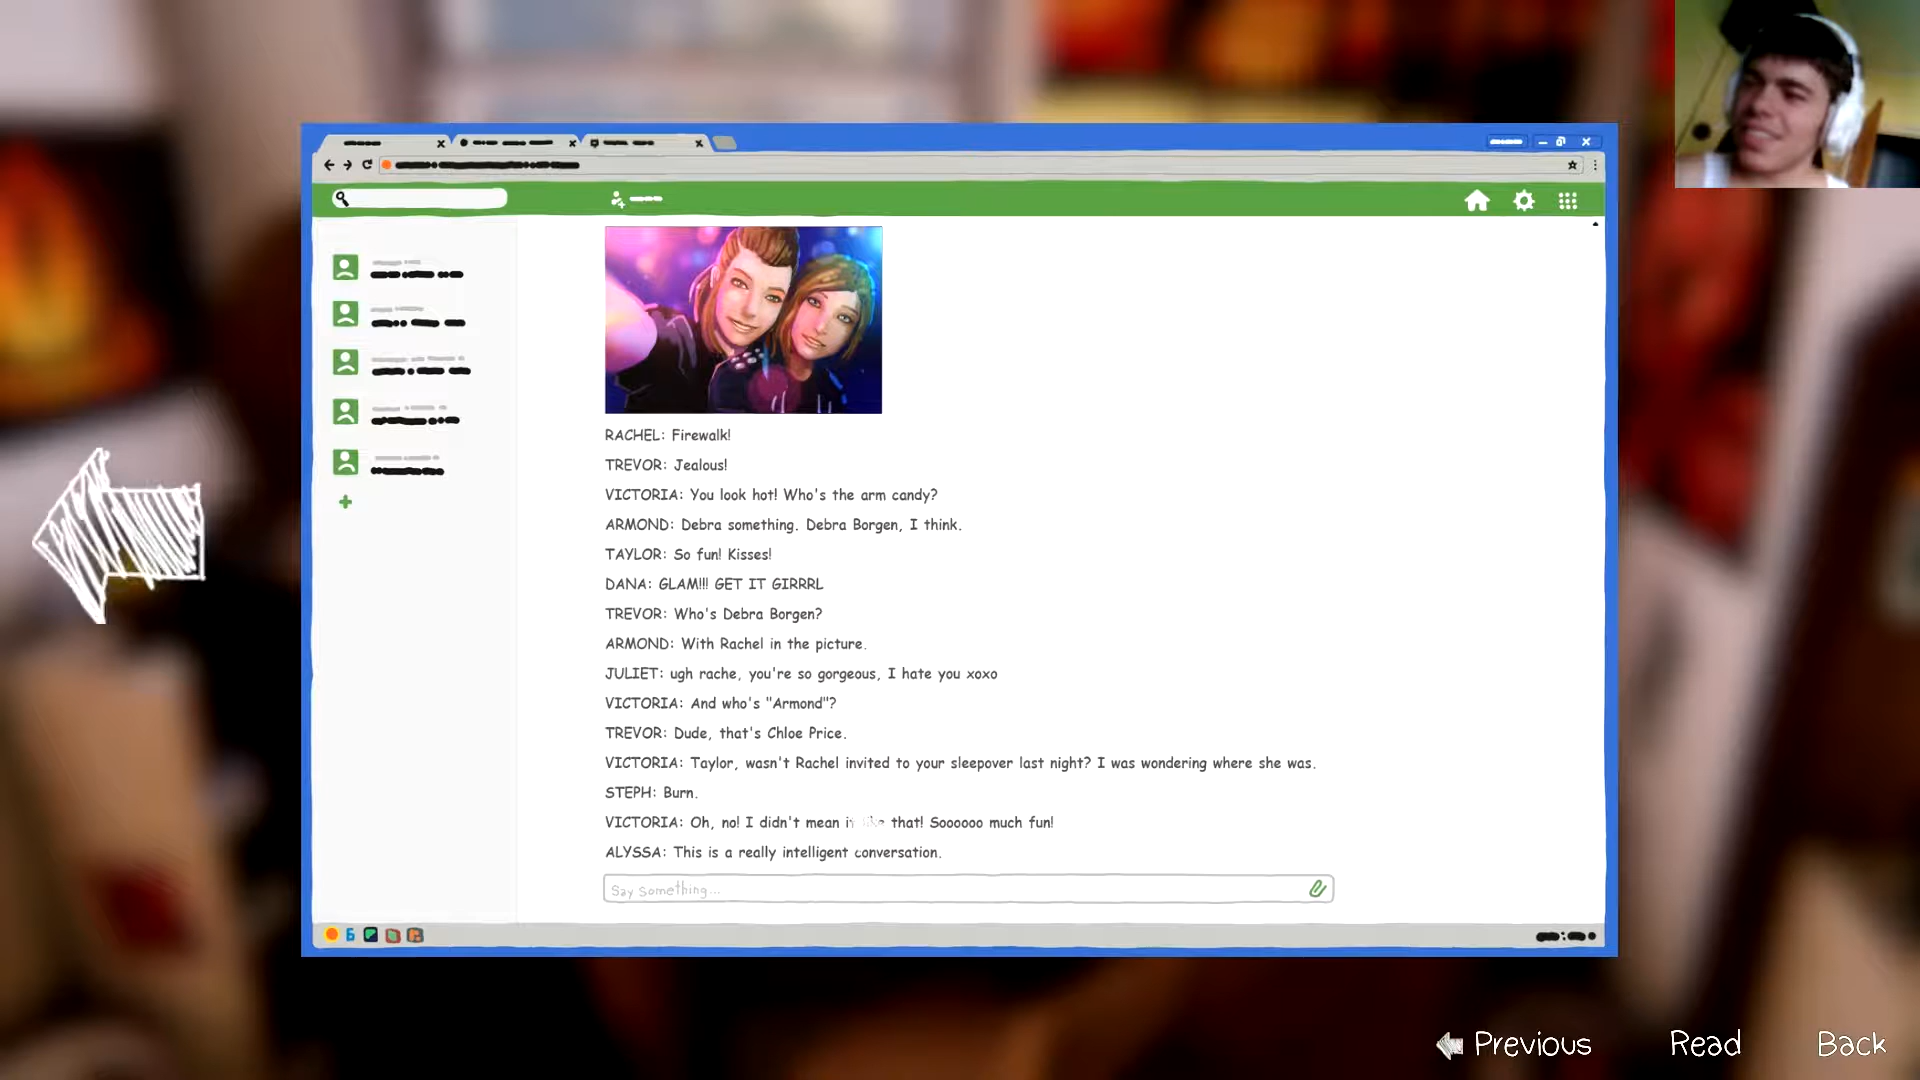 RACHEL: Firewalk!
TREVOR: Jealous!
VICTORIA: You look hot! Who's the arm candy?
ARMOND: Debra something. Debra Borgen, I think.
TAYLOR: So fun! Kisses!
DANA: GLAM!!! GET IT GIRRRL
TREVOR: Who's Debra Borgen?
ARMOND: With Rachel in the picture.
JULIET: ugh rache, you're so gorgeous, I hate you xoxo
VICTORIA: And who's "Armond"?
TREVOR: Dude, that's Chloe Price.
VICTORIA: Taylor, wasn't Rachel invited to your sleepover last night? I was wondering where she was.
STEPH: Burn.
VICTORIA: Oh, no! I didn't mean it like that! Soooooo much fun!
ALYSSA: This is a really intelligent conversation.
Say something...
Previous Read Back